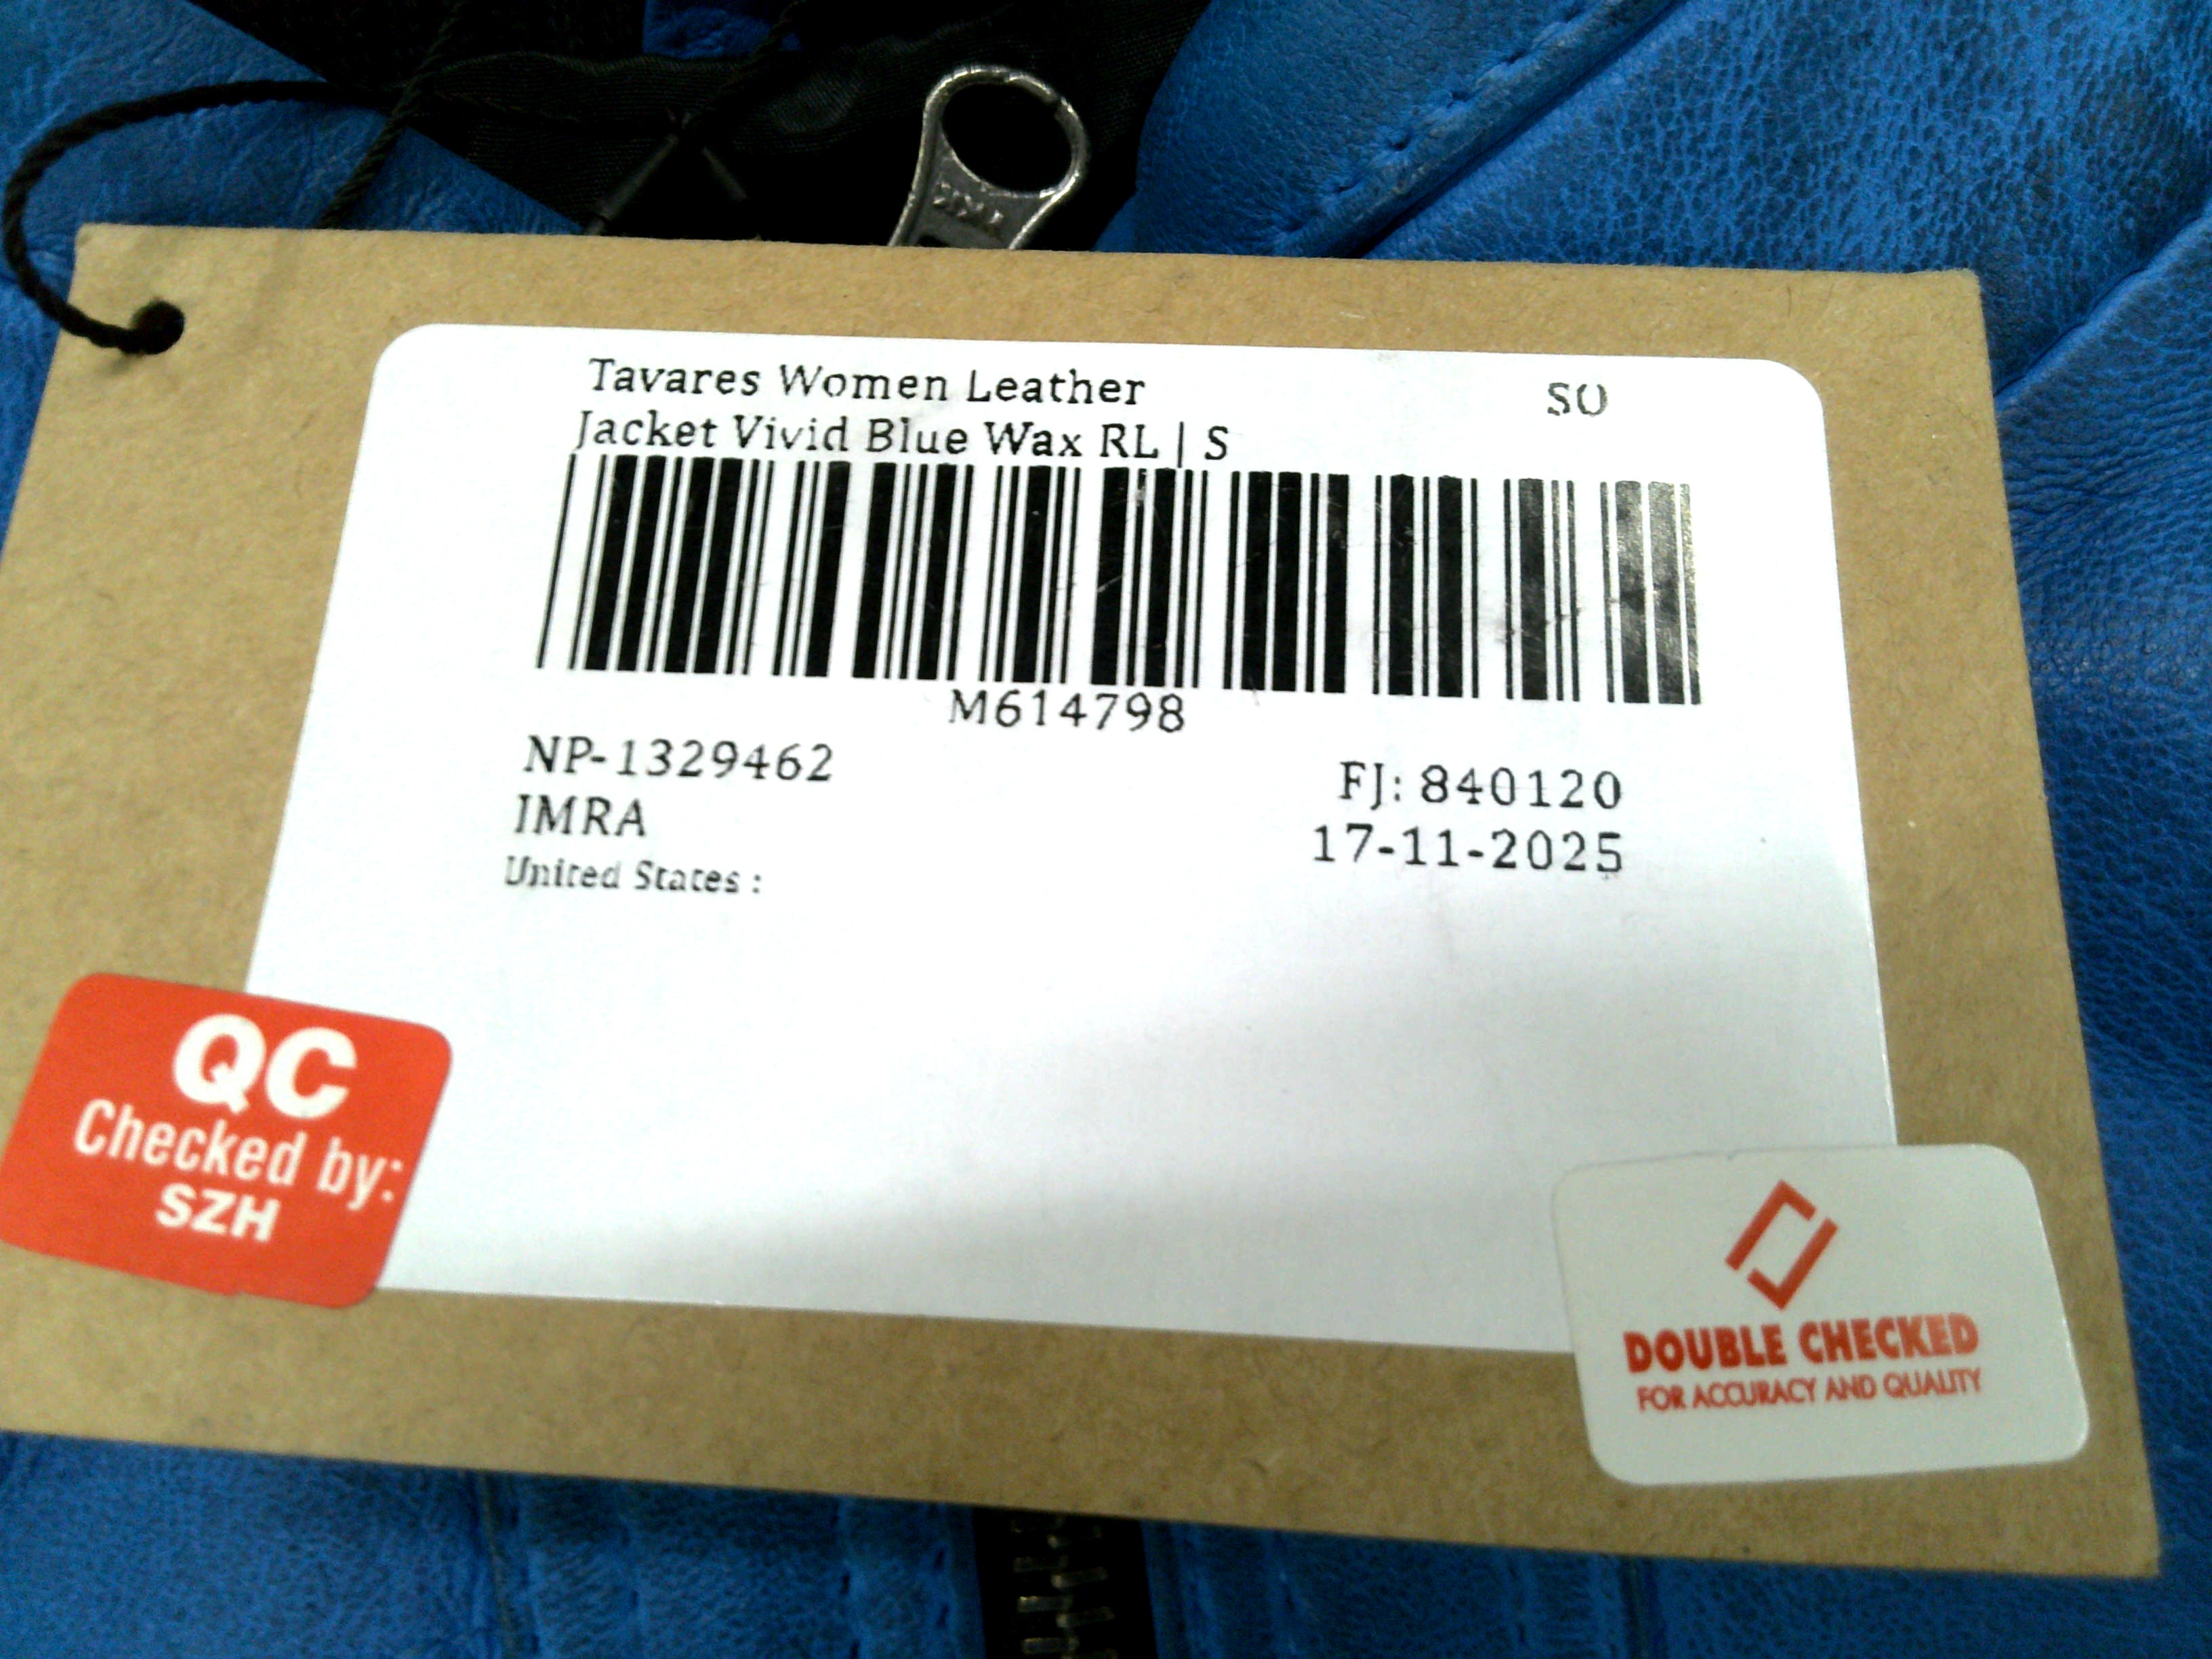 Tavares Women Leather
Jacket Vivid Blue Wax RL | S
SO
M614798
NP-1329462
IMRA
United States :
FJ: 840120
17-11-2025
QC
Checked by:
SZH
DOUBLE CHECKED
FOR ACCURACY AND QUALITY